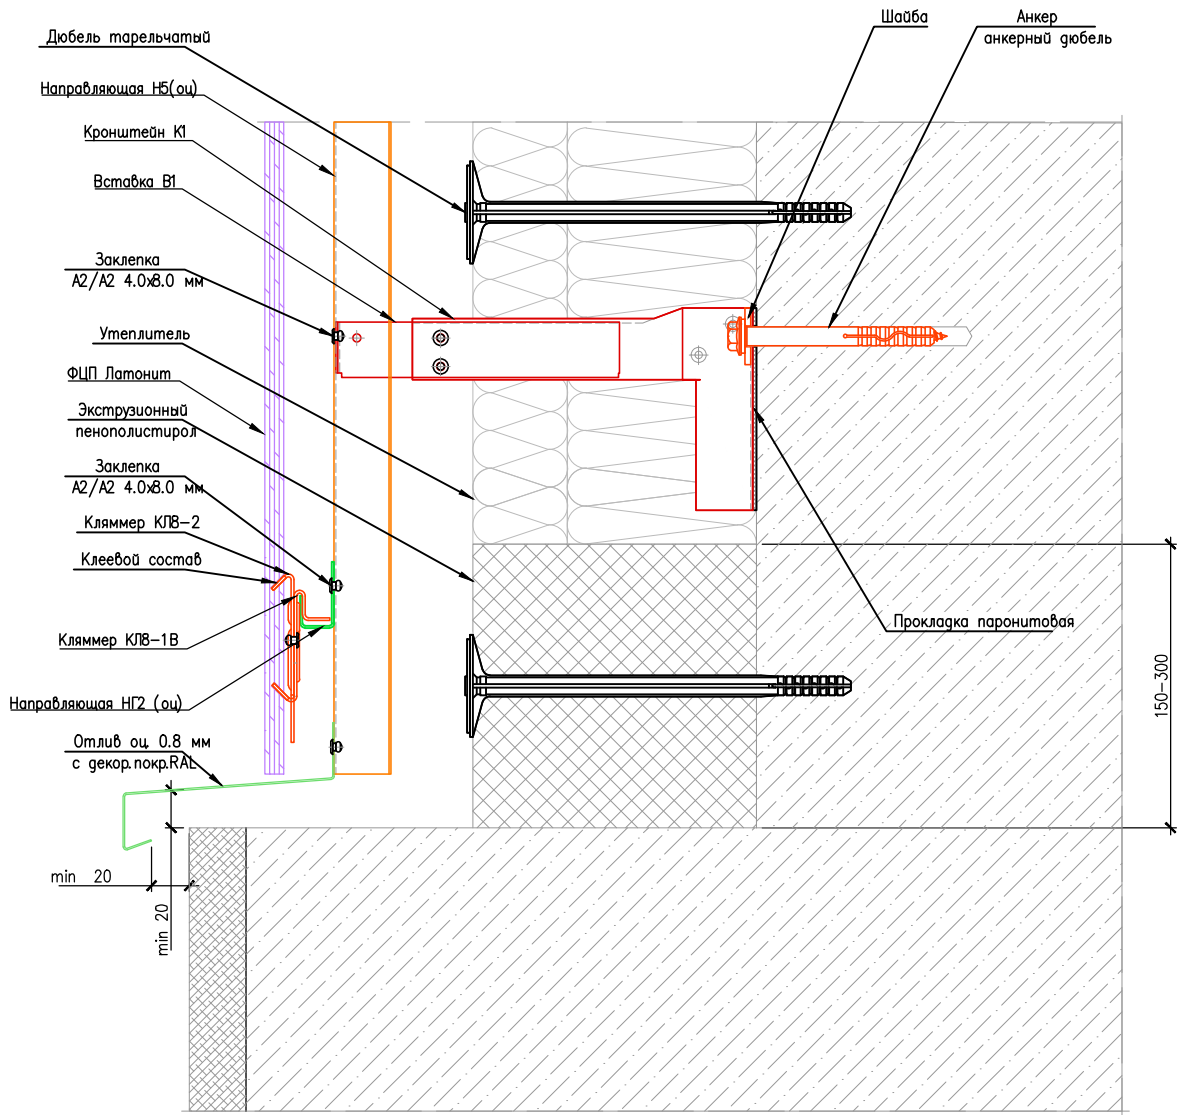 Шайба
Анкер
анкерный дюбель
Дюбель тарельчатый
Направляющая Н5(оц)
Кронштейн К1
Вставка В1
Заклепка
А2/А2 4.0х8.0 мм
Утеплитель
ФЦП Латонит
Экструзионный
пенополистирол
Заклепка
А2/А2 4.0х8.0 мм
Кляммер КЛ8-2
Клеевой состав
Прокладка паронитовая
Кляммер КЛ8-1В
Направляющая НГ2 (оц)
Отлив оц. 0.8 мм
с декор.покр.RAL
150-300
min 20
min 20